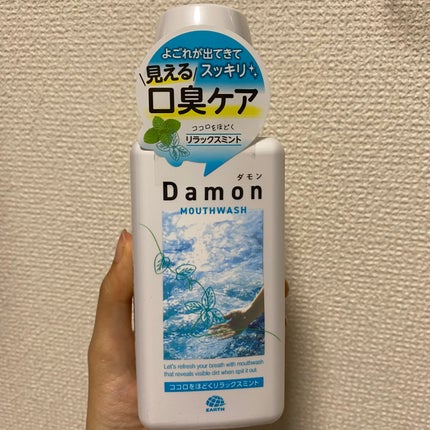 よごれが出てきて
見える スッキリ
口臭ケア
ココロをほどく
リラックスミント
ダモン
Damon
MOUTHWASH
Let's refresh your breath with mouthwash
that reveals visible dirt when spit it out
ココロをほどくリラックスミント
EARTH